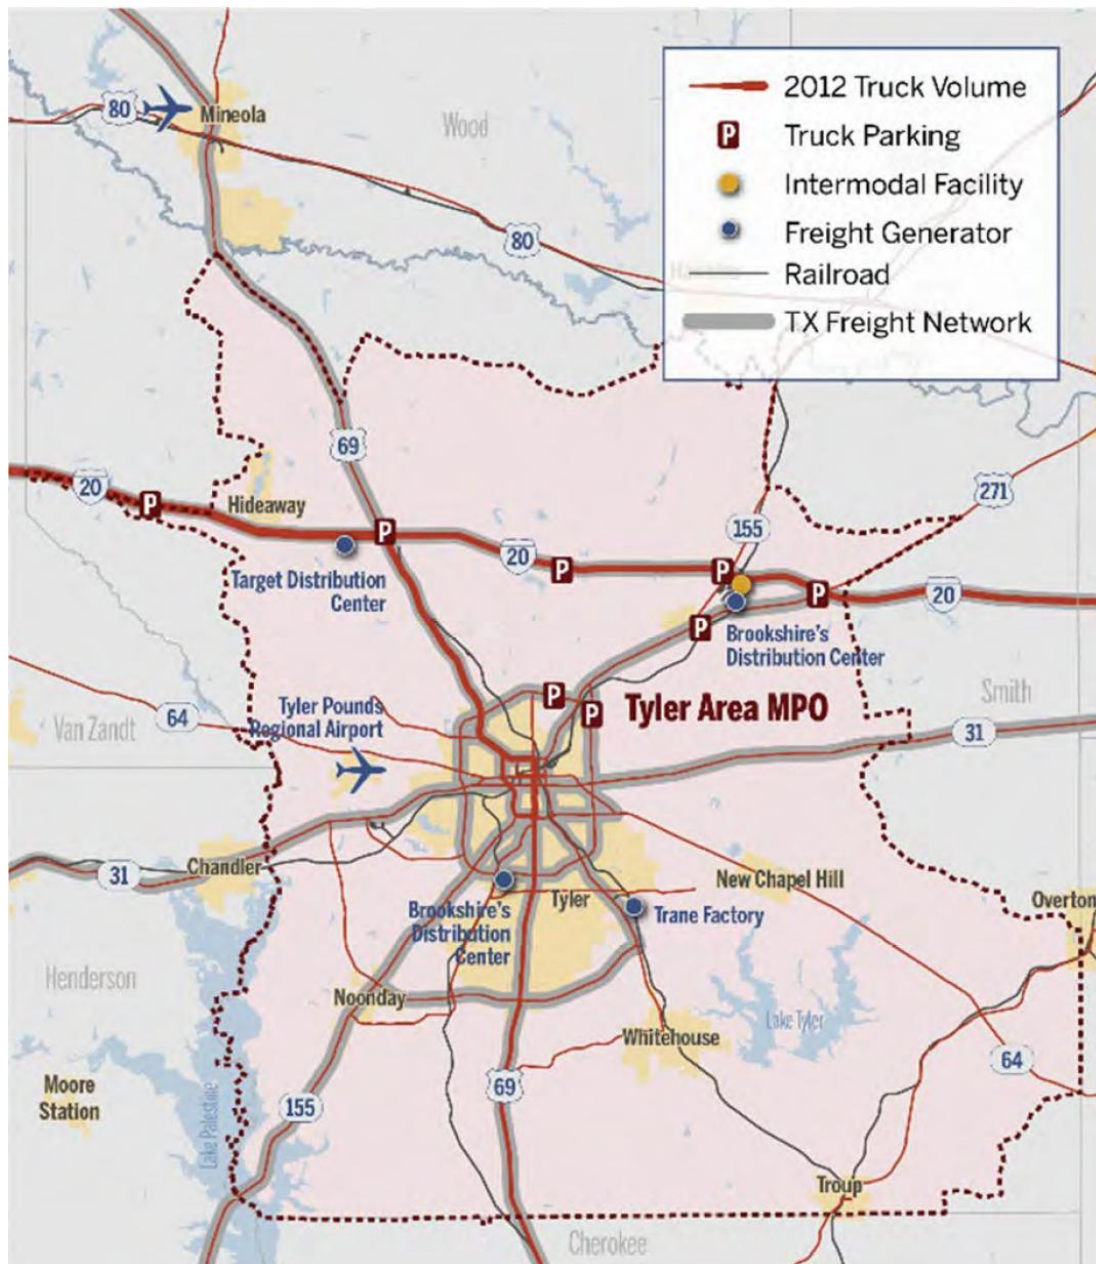 2012 Truck Volume
P
Truck Parking
Intermodal Facility
Freight Generator
Railroad
TX Freight Network
80
Mineola
Wood
80
69
20
P
Hideaway
P
271
155
20
P
P
Target Distribution
Center
P
20
P
Brookshire's
Distribution Center
Smith
P
P
Tyler Area MPO
Tyler Pounds
Regional Airport
64
Van Zandt
31
Chandler
31
New Chapel Hill
Overton
Tyler
Brookshire's
Distribution
Center
Trane Factory
Henderson
Noonday
Lake Tyler
Whitehouse
64
Moore
Station
69
155
Lake Palestine
Troup
Cherokee